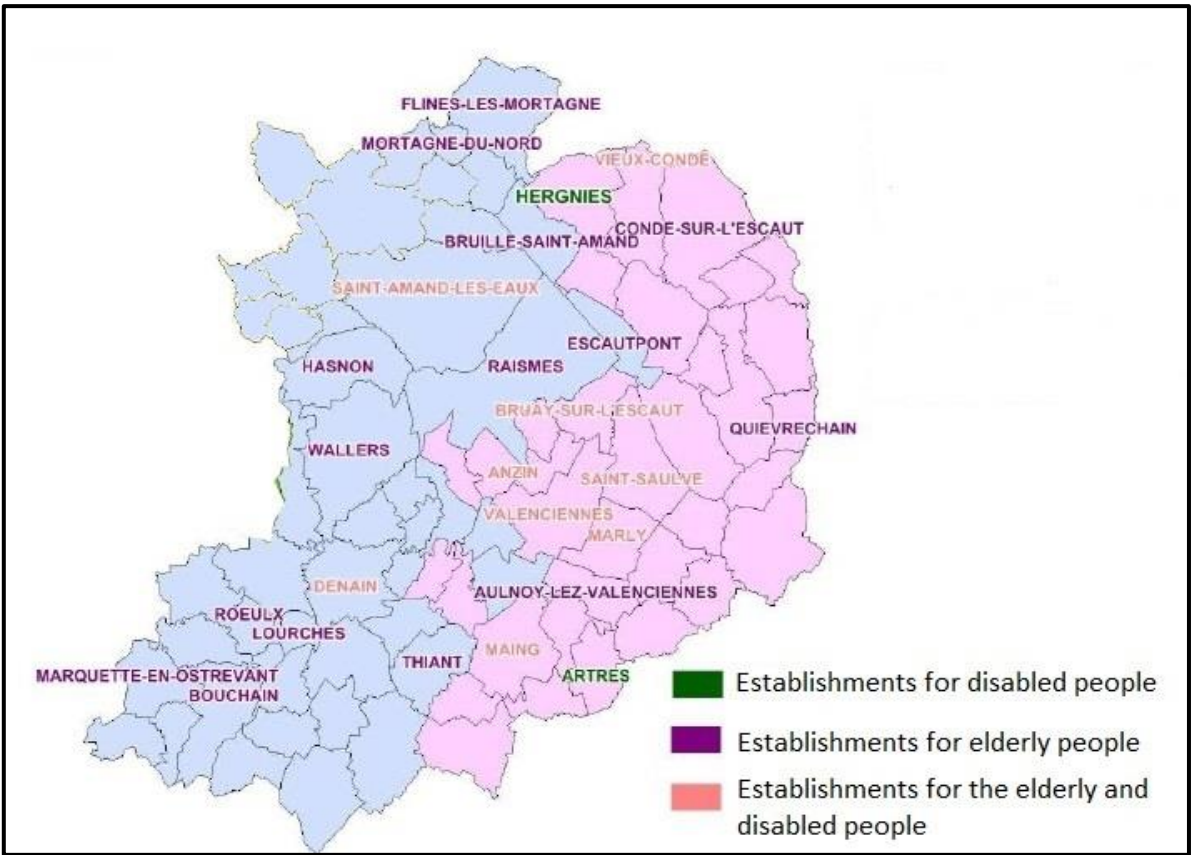 FLINES-LES-MORTAGNE
MORTAGNE-DU-NORD
VIEUX-CONDÉ
HERGNIES
CONDE-SUR-L'ESCAUT
BRUILLE-SAINT-AMAND
SAINT-AMAND-LES-EAUX
ESCAUTPONT
HASNON
RAISMES
BRUAY-SUR-L'ESCAUT
QUIEVRECHAIN
WALLERS
ANZIN
SAINT-SAULVE
VALENCIENNES
MARLY
DENAIN
AULNOY-LEZ-VALENCIENNES
ROEULX
LOURCHES
MAING
THIANT
MARQUETTE-EN-OSTREVANT
ARTRES
BOUCHAIN
Establishments for disabled people
Establishments for elderly people
Establishments for the elderly and
disabled people